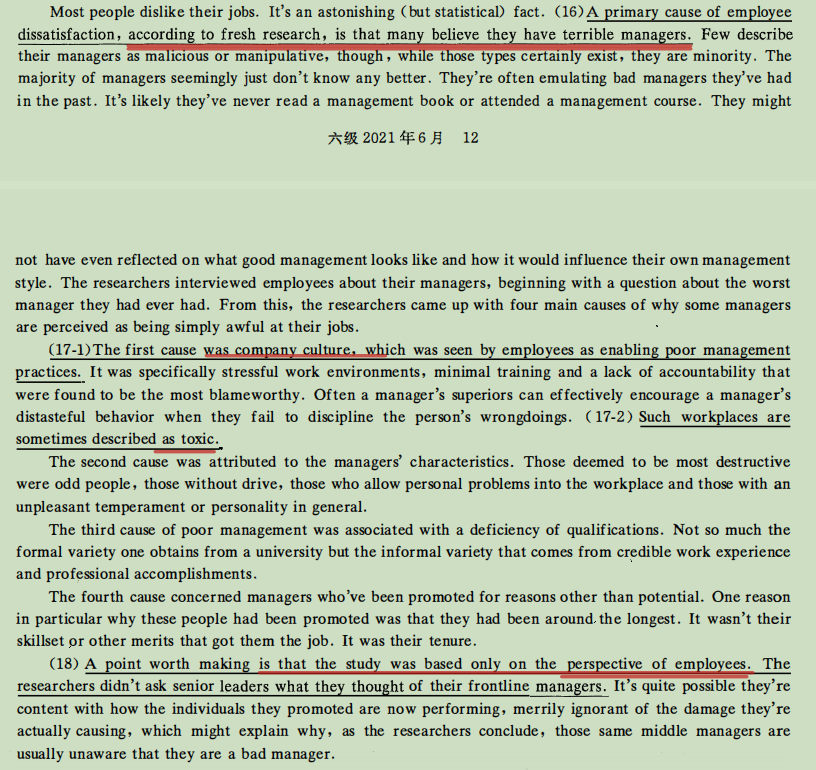 Most people dislike their jobs. It's an astonishing (but statistical) fact. (16)A primary cause of employee
dissatisfaction, according to fresh research, is that many believe they have terrible managers. Few describe
their managers as malicious or manipulative, though, while those types certainly exist, they are minority. The
majority of managers seemingly just don't know any better. They're often emulating bad managers they've had
in the past. It's likely they've never read a management book or attended a management course. They might
六级 2021年6月 12
not have even reflected on what good management looks like and how it would influence their own management
style. The researchers interviewed employees about their managers, beginning with a question about the worst
manager they had ever had. From this, the researchers came up with four main causes of why some managers
are perceived as being simply awful at their jobs.
(17-1)The first cause was company culture, which was seen by employees as enabling poor management
practices. It was specifically stressful work environments, minimal training and a lack of accountability that
were found to be the most blameworthy. Often a manager's superiors can effectively encourage a manager's
distasteful behavior when they fail to discipline the person's wrongdoings. (17-2) Such workplaces are
sometimes described as toxic.
The second cause was attributed to the managers' characteristics. Those deemed to be most destructive
were odd people, those without drive, those who allow personal problems into the workplace and those with an
unpleasant temperament or personality in general.
The third cause of poor management was associated with a deficiency of qualifications. Not so much the
formal variety one obtains from a university but the informal variety that comes from credible work experience
and professional accomplishments.
The fourth cause concerned managers who've been promoted for reasons other than potential. One reason
in particular why these people had been promoted was that they had been around the longest. It wasn't their
skillset or other merits that got them the job. It was their tenure.
(18) A point worth making is that the study was based only on the perspective of employees. The
researchers didn't ask senior leaders what they thought of their frontline managers. It's quite possible they're
content with how the individuals they promoted are now performing, merrily ignorant of the damage they're
actually causing, which might explain why, as the researchers conclude, those same middle managers are
usually unaware that they are a bad manager.